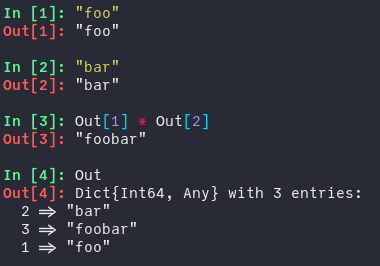 In [1]: "foo"
Out[1]: "foo"
In [2]: "bar"
Out[2]: "bar"
In [3]: Out[1] * Out[2]
Out[3]: "foobar"
In [4]: Out
Out[4]: Dict{Int64, Any} with 3 entries:
2 => "bar"
3 => "foobar"
1 => "foo"